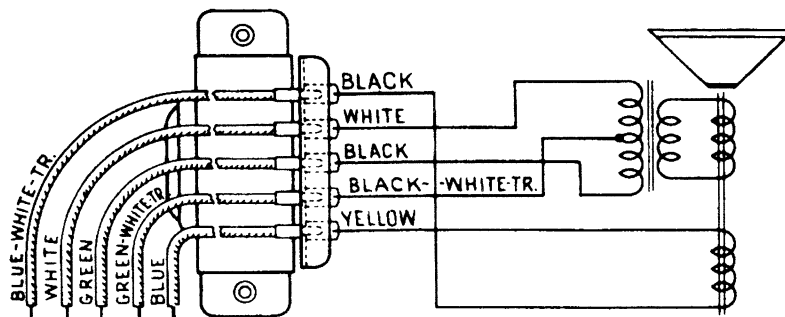 BLACK
WHITE
BLACK
BLACK--WHITE-TR.
YELLOW
BLUE-WHITE-TR.
WHITE
GREEN
GREEN-WHITE-TR.
BLUE